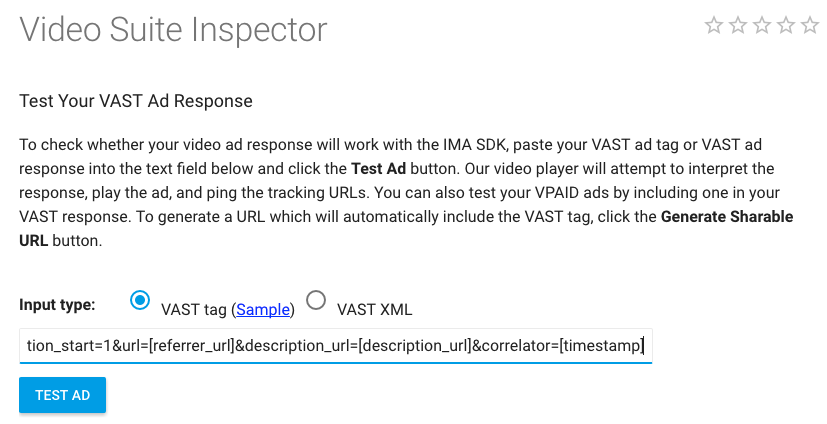 Video Suite Inspector
Test Your VAST Ad Response
To check whether your video ad response will work with the IMA SDK, paste your VAST ad tag or VAST ad
response into the text field below and click the Test Ad button. Our video player will attempt to interpret the
response, play the ad, and ping the tracking URLs. You can also test your VPAID ads by including one in your
VAST response. To generate a URL which will automatically include the VAST tag, click the Generate Sharable
URL button.
Input type: VAST tag (Sample) VAST XML
tion_start=1&url=[referrer_url]&description_url=[description_url]&correlator=[timestamp]
TEST AD